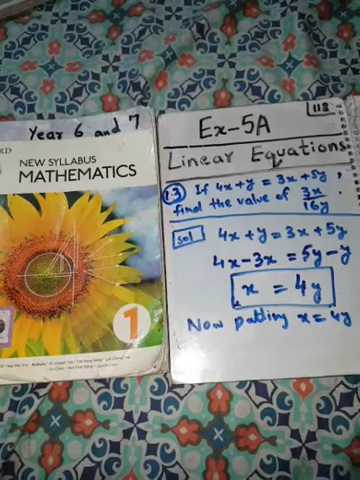 Year 6 and 7
NEW SYLLABUS
MATHEMATICS
1
118
Ex-5A
Linear Equations
13 If 4x+y = 3x+5y,
find the value of 3x/16y.
Sol 4x+y = 3x+5y
4x-3x = 5y-y
x = 4y
Now putting x=4y